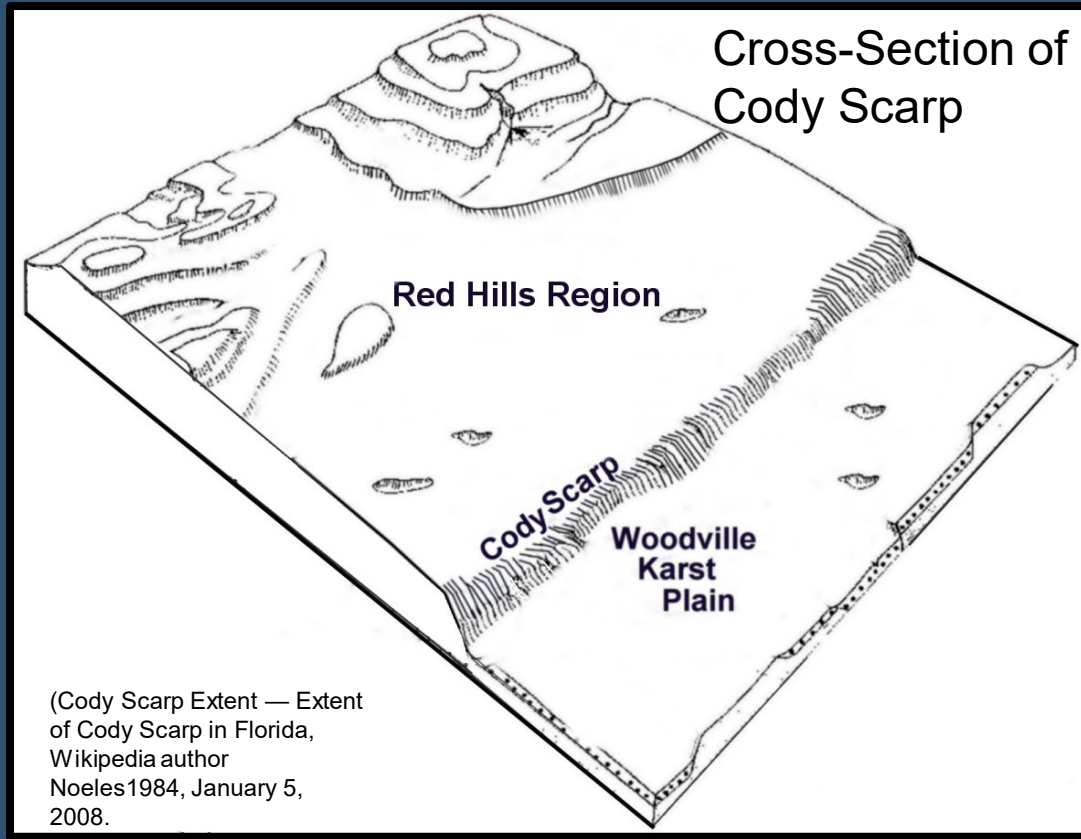 Cross-Section of
Cody Scarp
Red Hills Region
Cody Scarp
Woodville
Karst
Plain
(Cody Scarp Extent — Extent
of Cody Scarp in Florida,
Wikipedia author
Noeles1984, January 5,
2008.